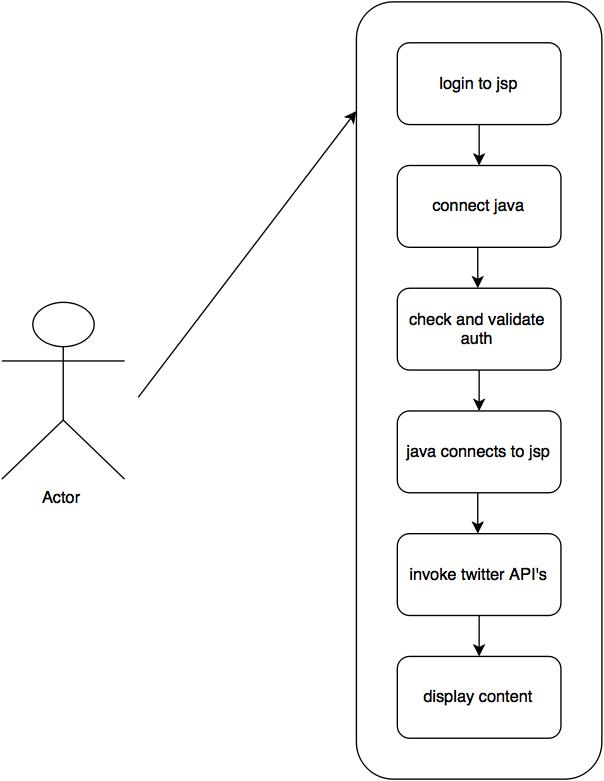 login to jsp
connect java
check and validate
auth
java connects to jsp
invoke twitter API's
display content
Actor